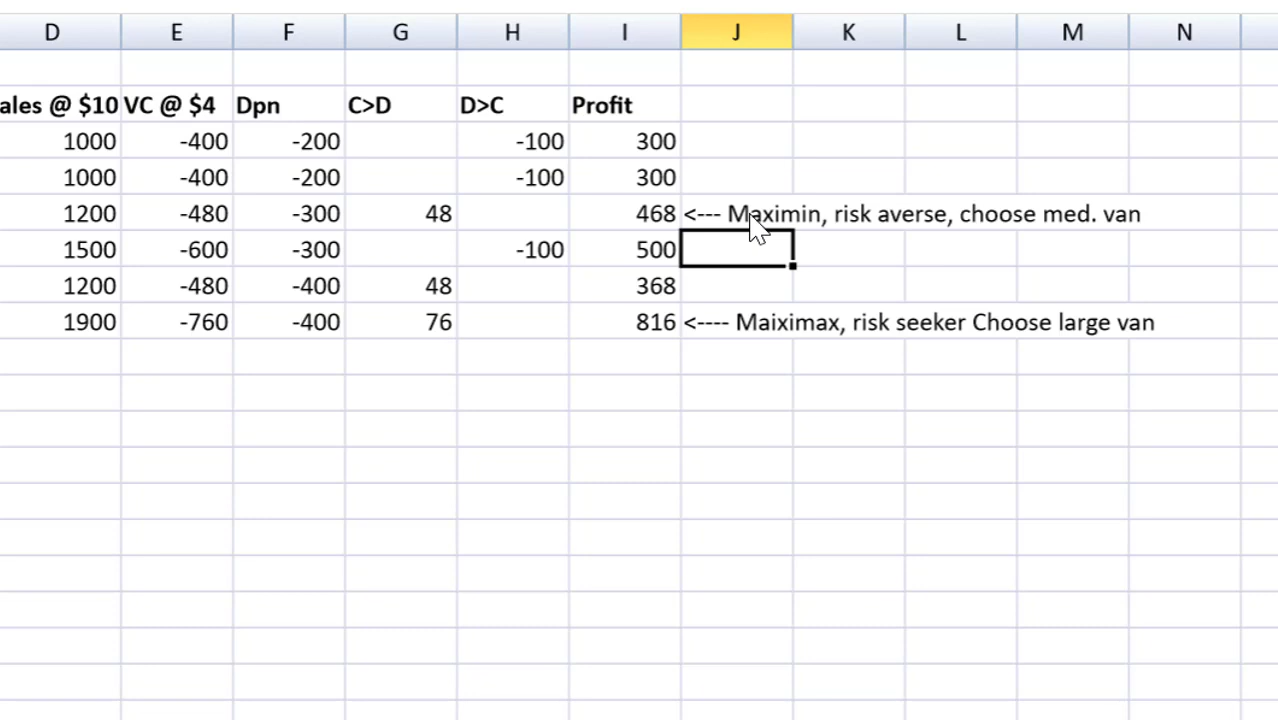 D E F G H I J K L M N
ales @ $10 VC @ $4 Dpn C>D D>C Profit
1000 -400 -200 -100 300
1000 -400 -200 -100 300
1200 -480 -300 48 468 <--- Maximin, risk averse, choose med. van
1500 -600 -300 -100 500
1200 -480 -400 48 368
1900 -760 -400 76 816 <---- Maiximax, risk seeker Choose large van